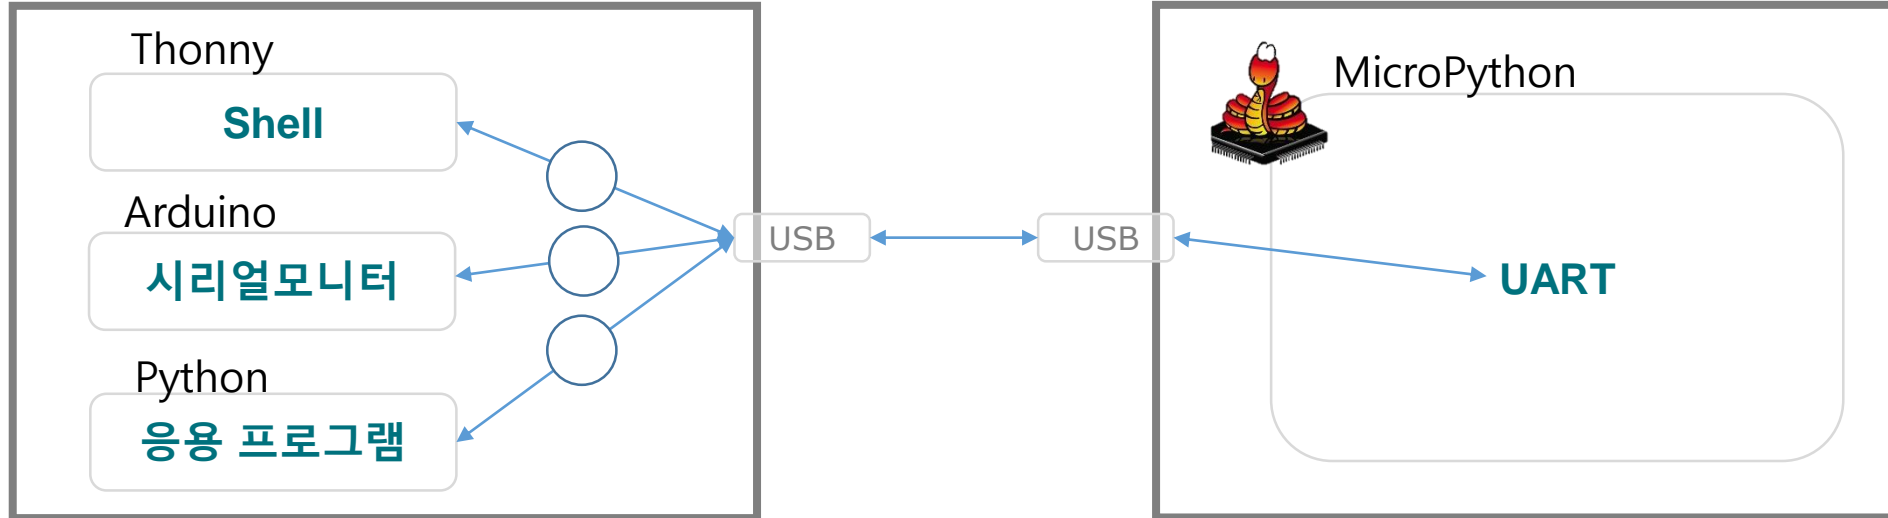 Thonny
Shell
Arduino
시리얼모니터
Python
응용 프로그램
USB
USB
MicroPython
UART